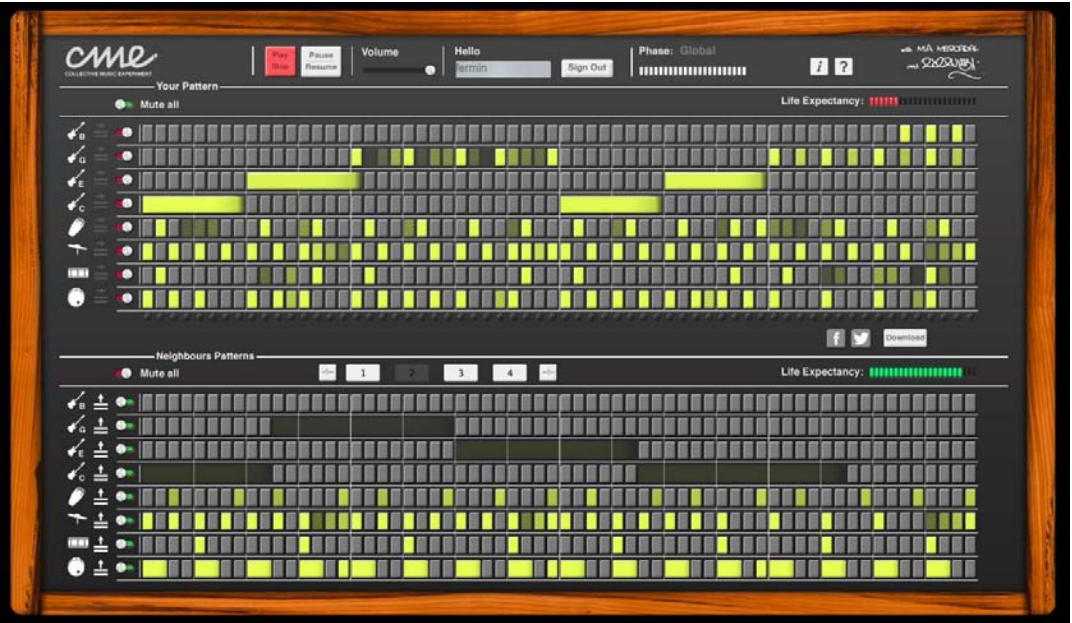 cme
COLLECTIVE MUSIC EXPERIMENT
Play
Stop
Pause
Resume
Volume
Hello
fermin
Sign Out
Phase: Global
i
?
Your Pattern
Mute all
Life Expectancy:
B
G
E
C
f
Download
Neighbours Patterns
Mute all
1
2
3
4
Life Expectancy:
B
G
E
C